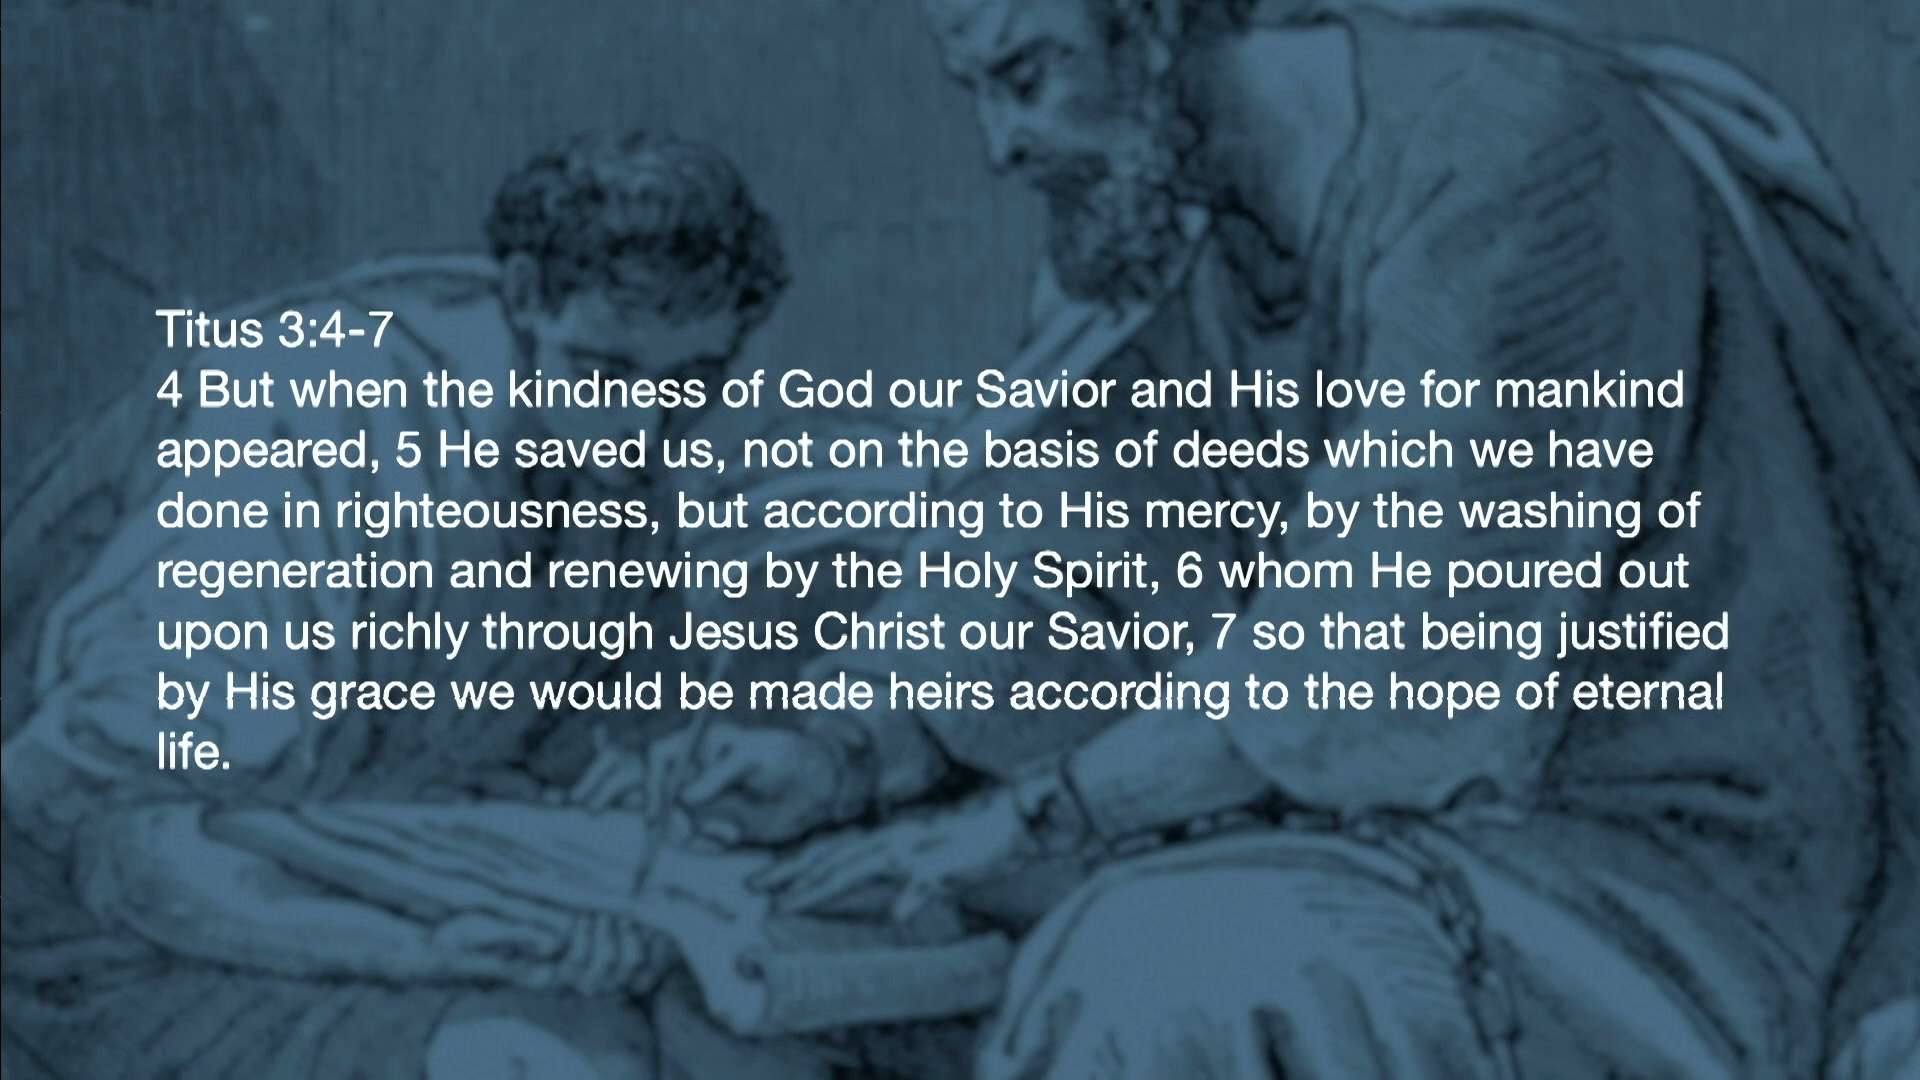 Titus 3:4-7
4 But when the kindness of God our Savior and His love for mankind
appeared, 5 He saved us, not on the basis of deeds which we have
done in righteousness, but according to His mercy, by the washing of
regeneration and renewing by the Holy Spirit, 6 whom He poured out
upon us richly through Jesus Christ our Savior, 7 so that being justified
by His grace we would be made heirs according to the hope of eternal
life.